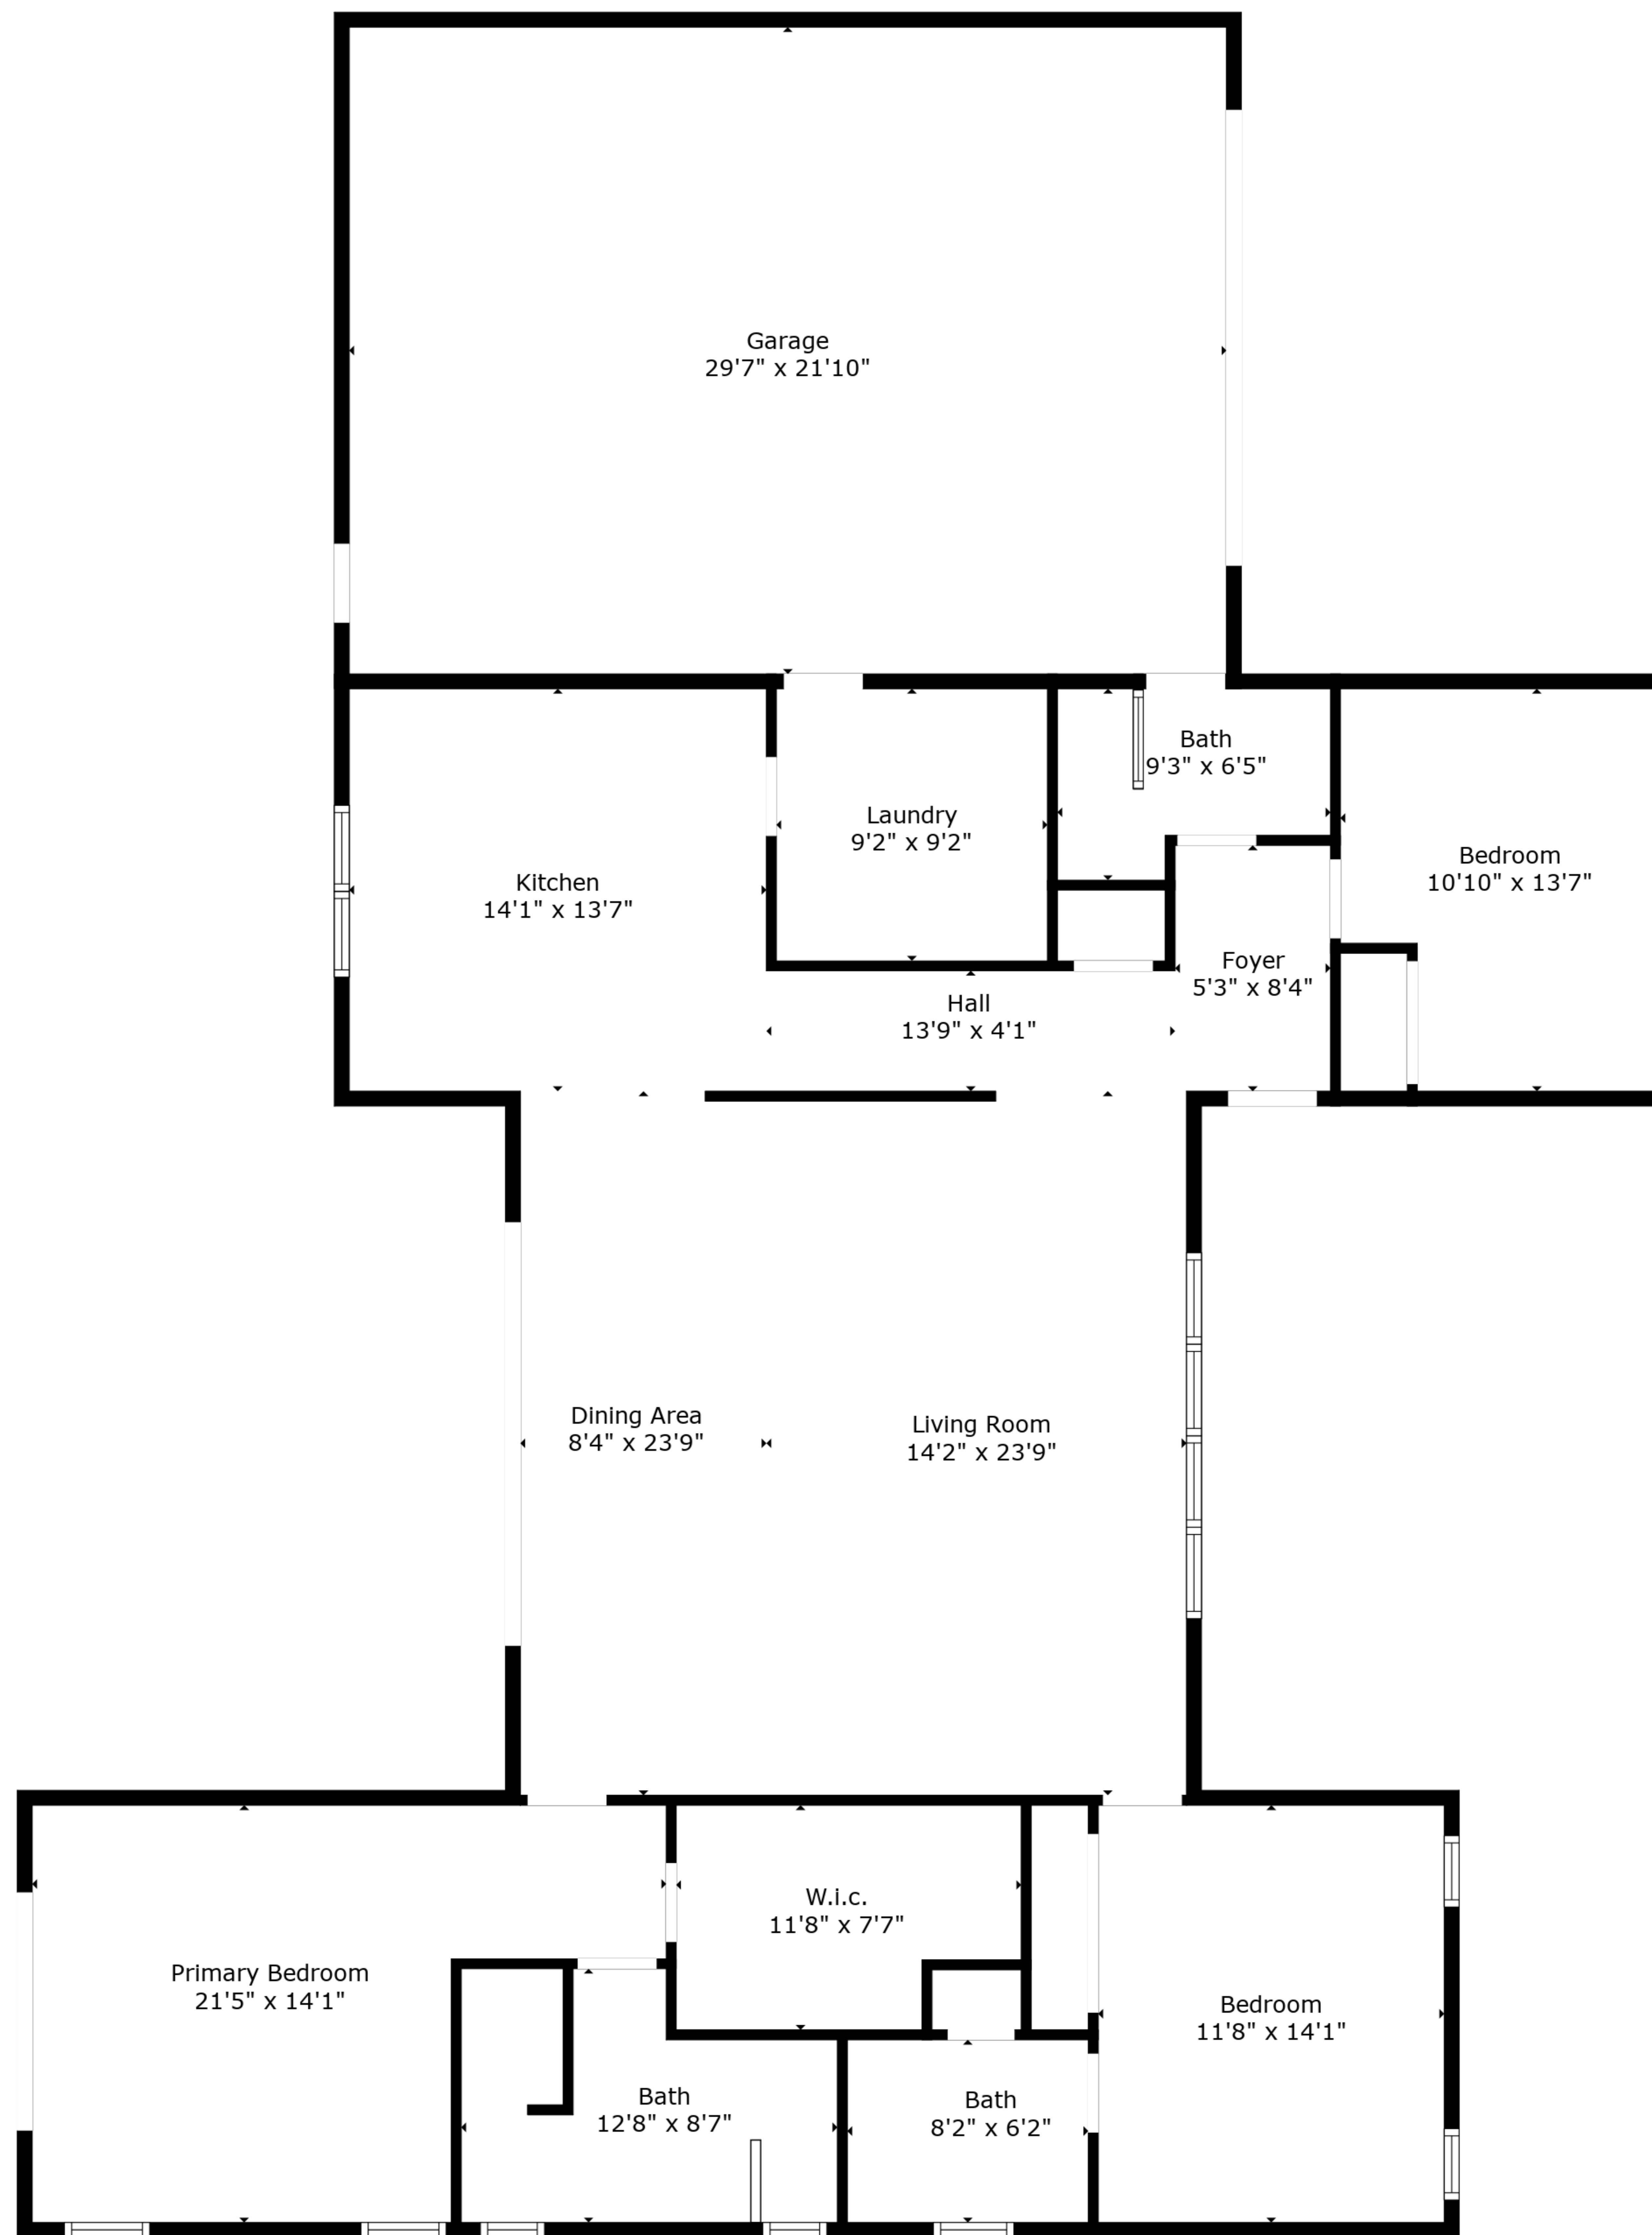 Garage
29'7" x 21'10"
Bath
9'3" x 6'5"
Laundry
9'2" x 9'2"
Bedroom
10'10" x 13'7"
Kitchen
14'1" x 13'7"
Foyer
5'3" x 8'4"
Hall
13'9" x 4'1"
Dining Area
8'4" x 23'9"
Living Room
14'2" x 23'9"
W.i.c.
11'8" x 7'7"
Primary Bedroom
21'5" x 14'1"
Bedroom
11'8" x 14'1"
Bath
12'8" x 8'7"
Bath
8'2" x 6'2"